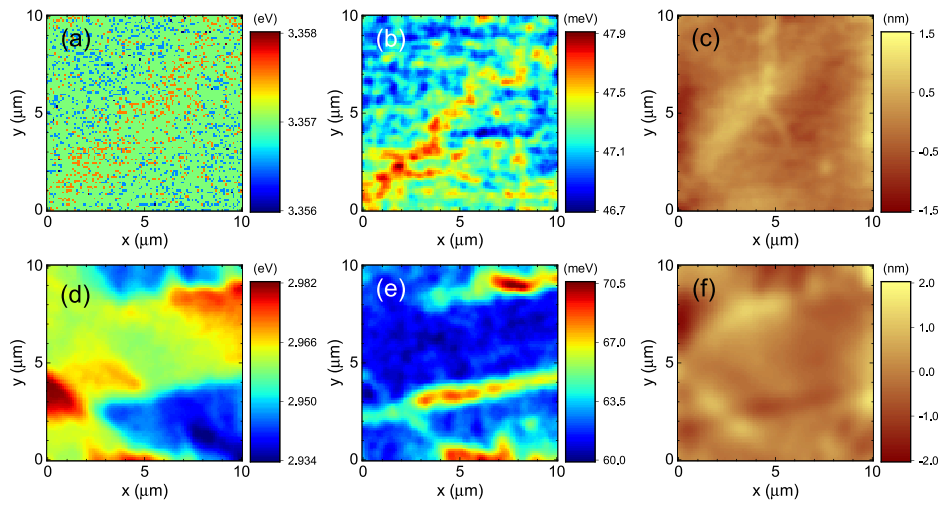 (eV) (meV) (nm)
10 3.358 10 47.9 10 1.5
(a) (b) (c)
47.5 0.5
y (µm) 5 3.357 y (µm) 5 y (µm) 5
47.1 -0.5
0 3.356 0 46.7 0 -1.5
0 5 10 0 5 10 0 5 10
x (µm) x (µm) x (µm)
(eV) (meV) (nm)
10 2.982 10 70.5 10 2.0
(d) (e) (f)
2.966 67.0 1.0
y (µm) 5 y (µm) 5 y (µm) 5 0.0
2.950 63.5 -1.0
0 2.934 0 60.0 0 -2.0
0 5 10 0 5 10 0 5 10
x (µm) x (µm) x (µm)